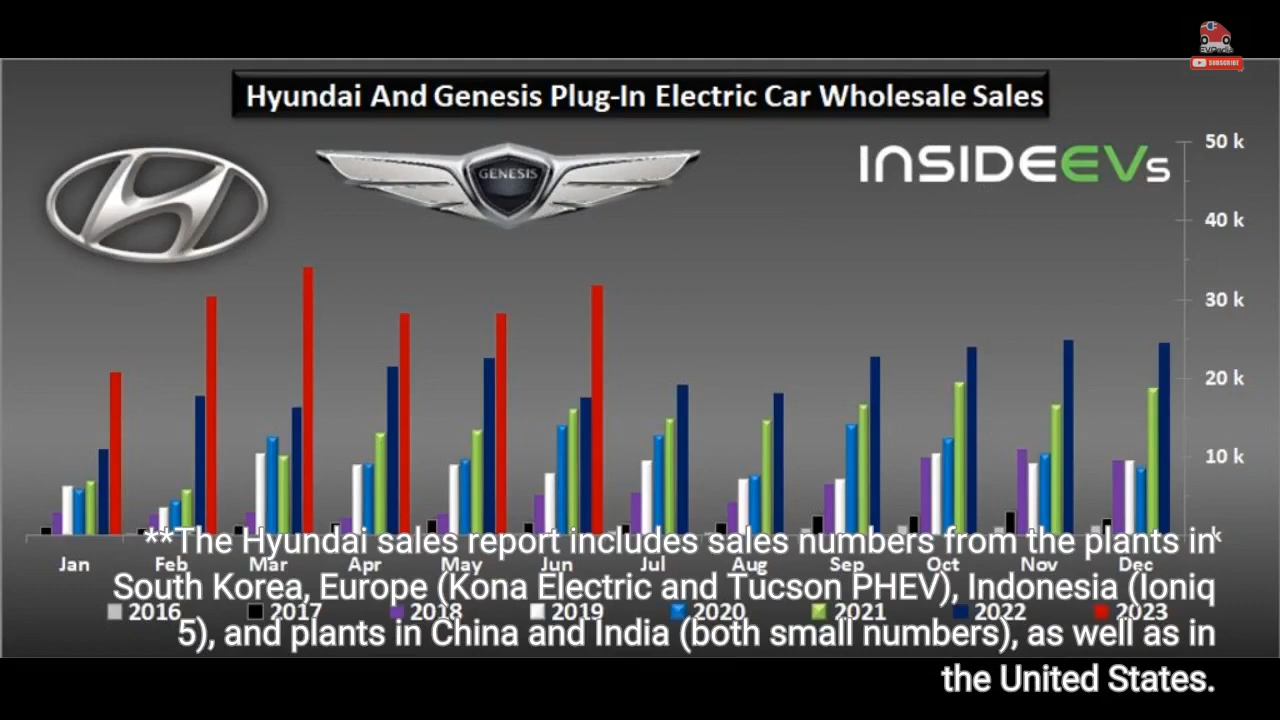 EVIndia
SUBSCRIBE
Hyundai And Genesis Plug-In Electric Car Wholesale Sales
GENESIS
INSIDEEVs
50 k
40 k
30 k
20 k
10 k
k
Jan Feb Mar Apr May Jun Jul Aug Sep Oct Nov Dec
2016 2017 2018 2019 2020 2021 2022 2023
**The Hyundai sales report includes sales numbers from the plants in
South Korea, Europe (Kona Electric and Tucson PHEV), Indonesia (Ioniq
5), and plants in China and India (both small numbers), as well as in
the United States.